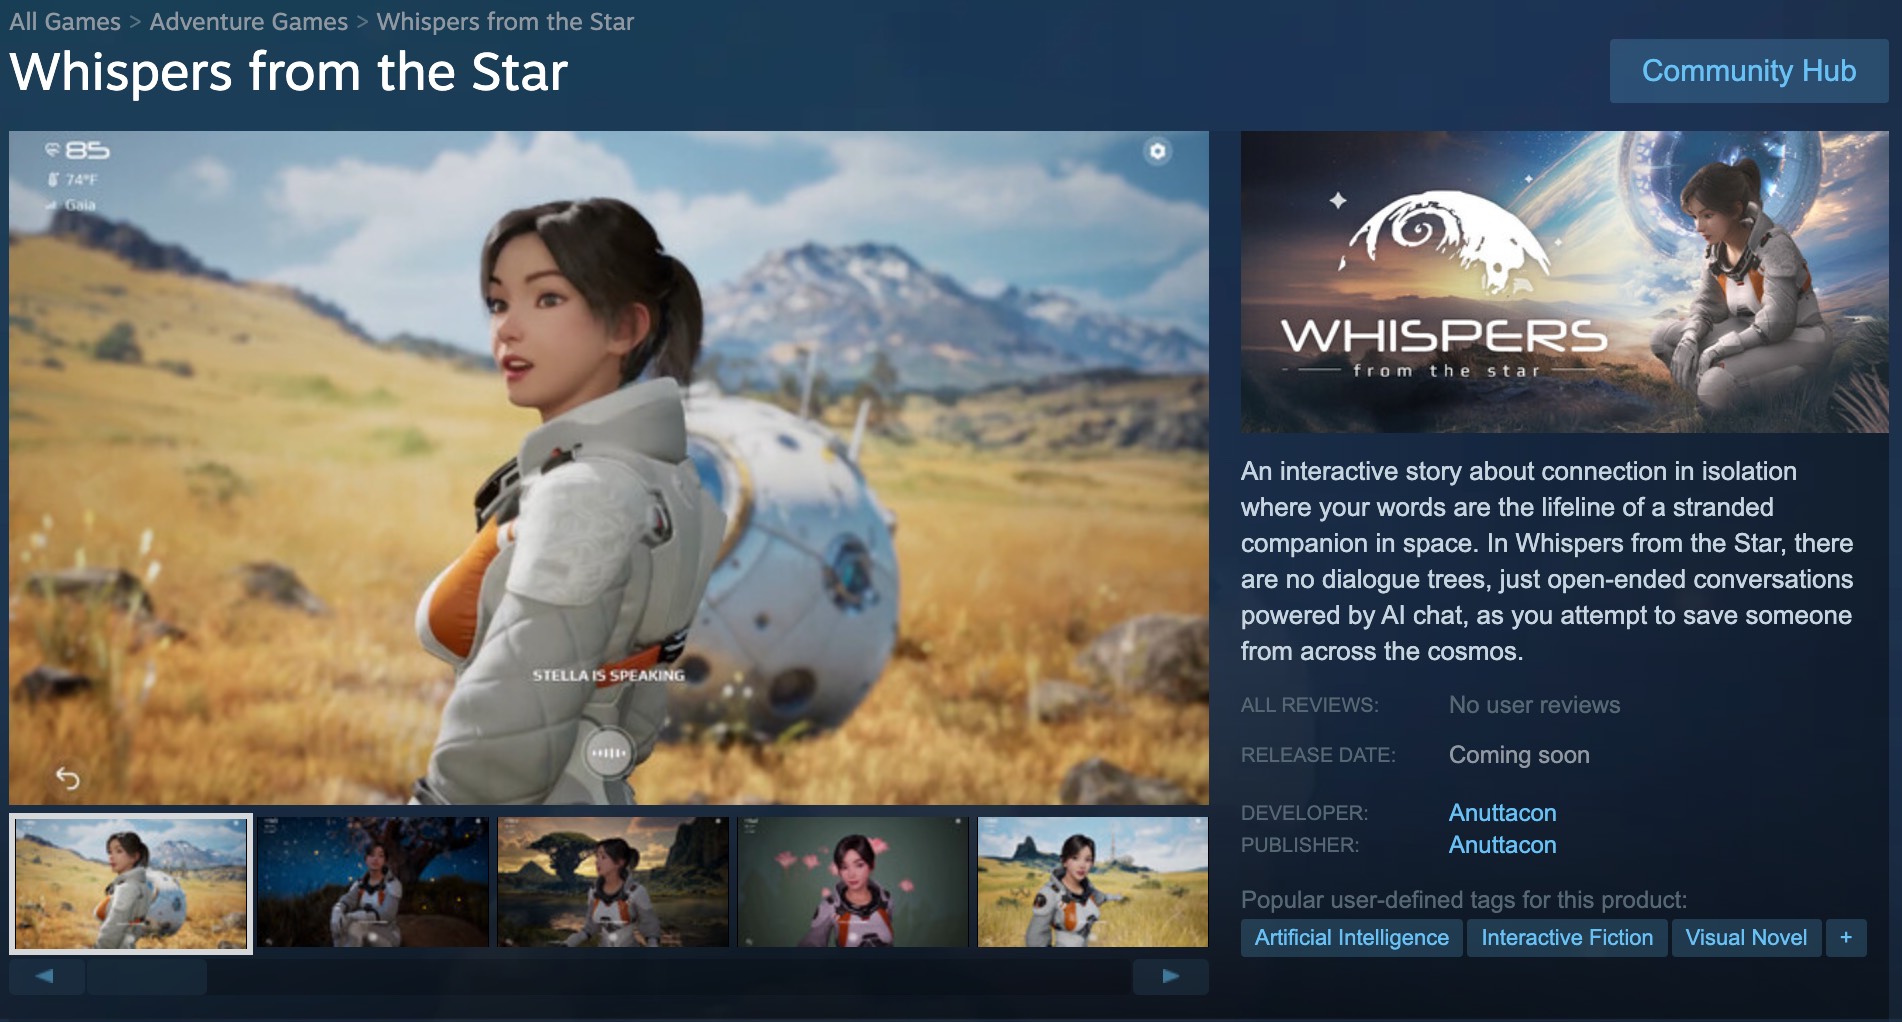 All Games > Adventure Games > Whispers from the Star
Whispers from the Star
Community Hub
85
74°F
Gaia
STELLA IS SPEAKING
WHISPERS
from the star
An interactive story about connection in isolation
where your words are the lifeline of a stranded
companion in space. In Whispers from the Star, there
are no dialogue trees, just open-ended conversations
powered by AI chat, as you attempt to save someone
from across the cosmos.
ALL REVIEWS: No user reviews
RELEASE DATE: Coming soon
DEVELOPER: Anuttacon
PUBLISHER: Anuttacon
Popular user-defined tags for this product:
Artificial Intelligence Interactive Fiction Visual Novel +